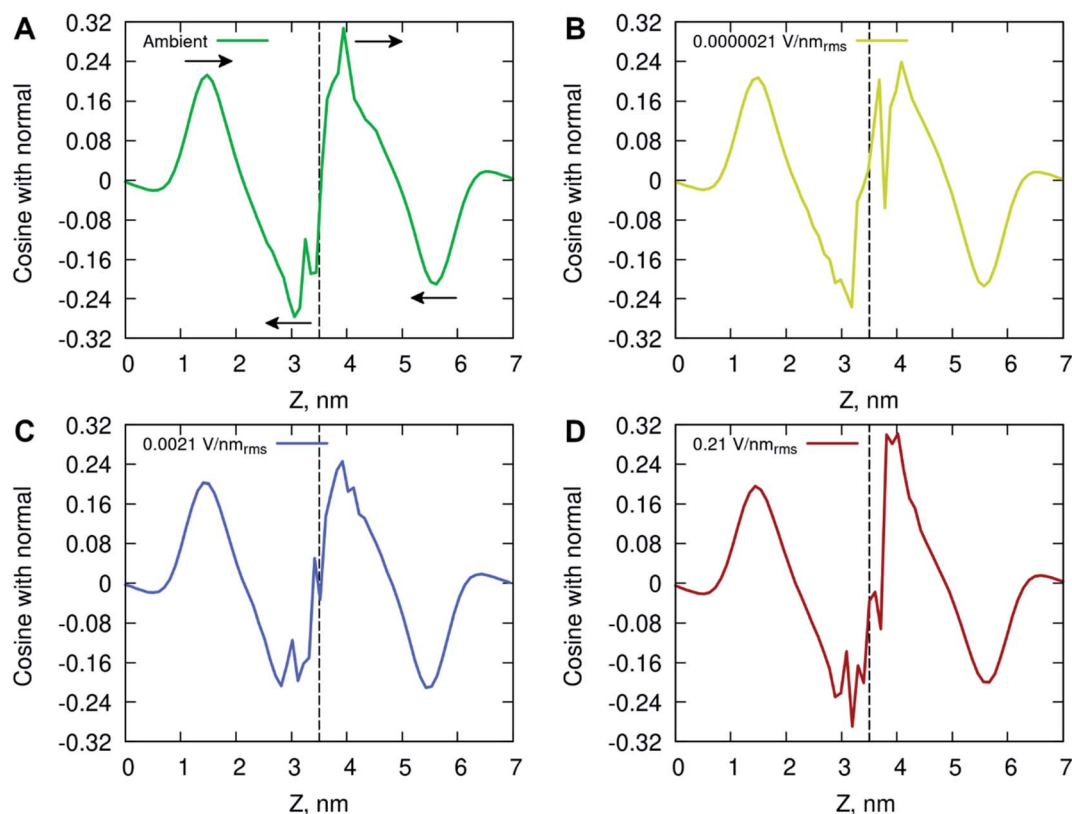 A
Ambient
0.32
0.24
0.16
0.08
0
-0.08
-0.16
-0.24
-0.32
Cosine with normal
0 1 2 3 4 5 6 7
Z, nm
B
0.0000021 V/nmrms
0.32
0.24
0.16
0.08
0
-0.08
-0.16
-0.24
-0.32
Cosine with normal
0 1 2 3 4 5 6 7
Z, nm
C
0.0021 V/nmrms
0.32
0.24
0.16
0.08
0
-0.08
-0.16
-0.24
-0.32
Cosine with normal
0 1 2 3 4 5 6 7
Z, nm
D
0.21 V/nmrms
0.32
0.24
0.16
0.08
0
-0.08
-0.16
-0.24
-0.32
Cosine with normal
0 1 2 3 4 5 6 7
Z, nm